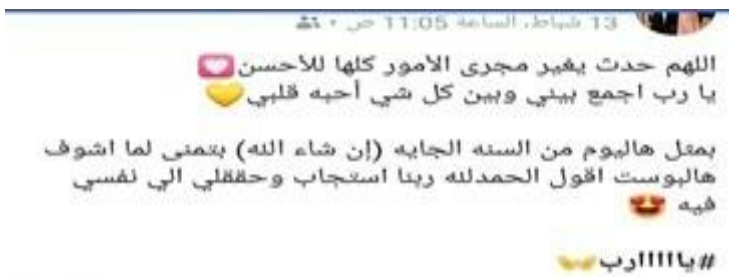 13 شباط، الساعة 11:05 ص •
اللهم حدث يغير مجرى الأمور كلها للأحسن💟
يا رب اجمع بيني وبين كل شي أحبه قلبي💛
بمثل هاليوم من السنه الجايه (إن شاء الله) بتمنى لما اشوف
هالبوست اقول الحمدلله ربنا استجاب وحققلي الي نفسي
فيه 😍
#يااااارب👐